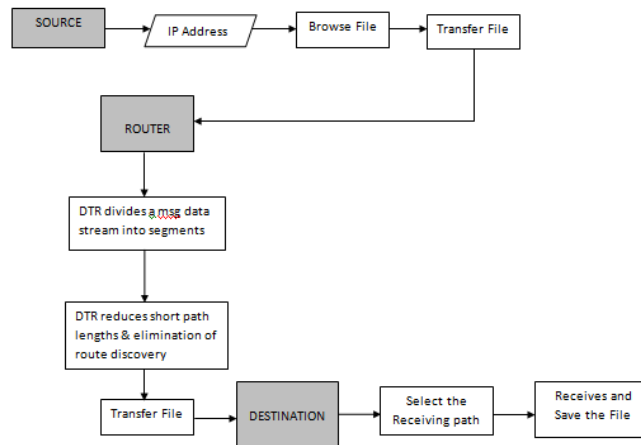 SOURCE
IP Address
Browse File
Transfer File
ROUTER
DTR divides a msg data
stream into segments
DTR reduces short path
lengths & elimination of
route discovery
Transfer File
DESTINATION
Select the
Receiving path
Receives and
Save the File